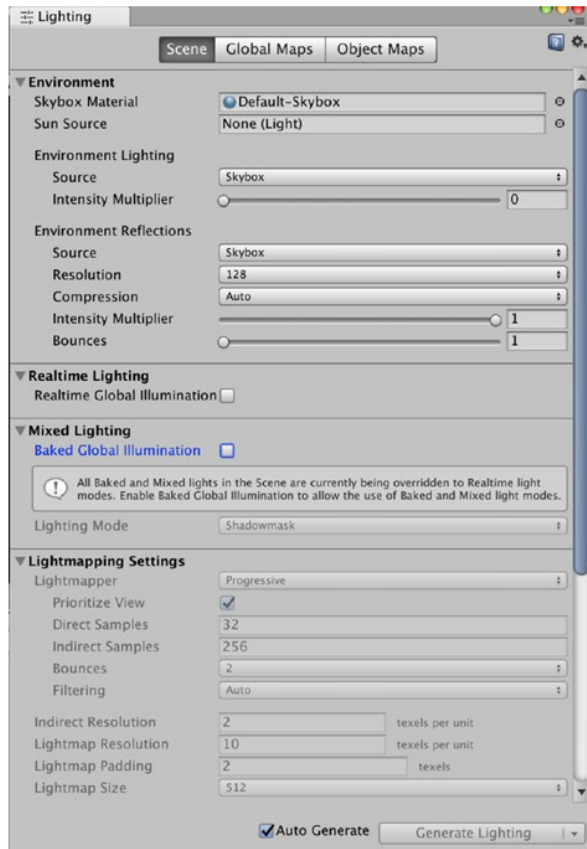 Lighting
Scene Global Maps Object Maps
Environment
Skybox Material Default-Skybox
Sun Source None (Light)
Environment Lighting
Source Skybox
Intensity Multiplier 0
Environment Reflections
Source Skybox
Resolution 128
Compression Auto
Intensity Multiplier 1
Bounces 1
Realtime Lighting
Realtime Global Illumination
Mixed Lighting
Baked Global Illumination
All Baked and Mixed lights in the Scene are currently being overridden to Realtime light
modes. Enable Baked Global Illumination to allow the use of Baked and Mixed light modes.
Lighting Mode Shadowmask
Lightmapping Settings
Lightmapper Progressive
Prioritize View
Direct Samples 32
Indirect Samples 256
Bounces 2
Filtering Auto
Indirect Resolution 2 texels per unit
Lightmap Resolution 10 texels per unit
Lightmap Padding 2 texels
Lightmap Size 512
Auto Generate Generate Lighting